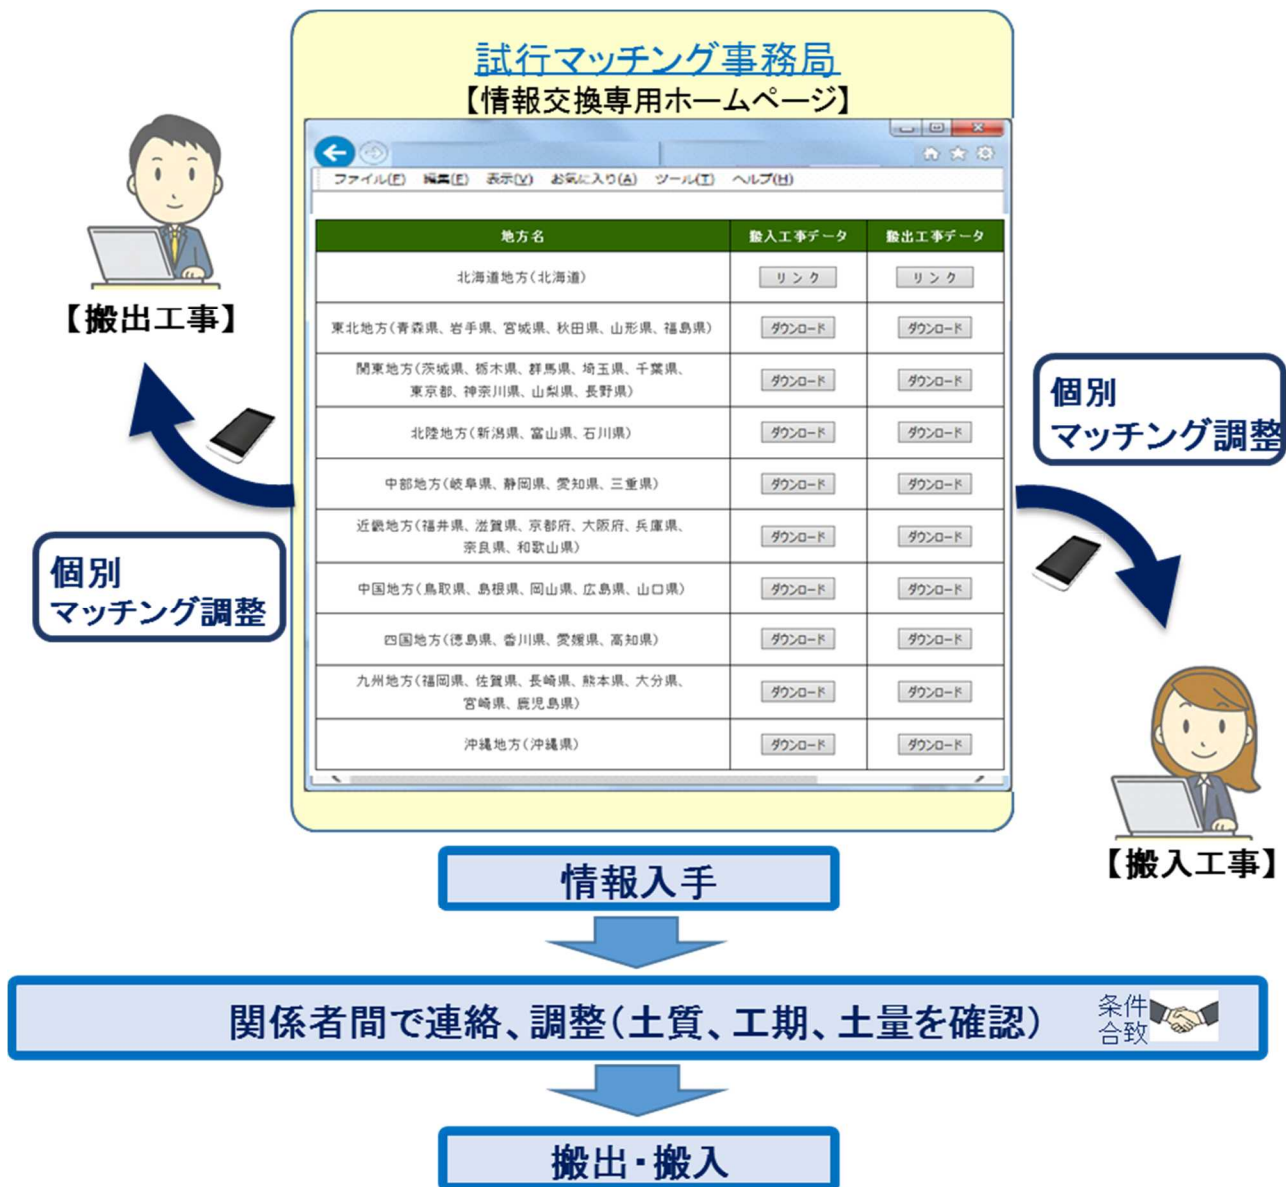 試行マッチング事務局
【情報交換専用ホームページ】
ファイル(F) 編集(E) 表示(V) お気に入り(A) ツール(T) ヘルプ(H)
地方名 搬入工事データ 搬出工事データ
北海道地方(北海道) リンク リンク
東北地方(青森県、岩手県、宮城県、秋田県、山形県、福島県) ダウンロード ダウンロード
関東地方(茨城県、栃木県、群馬県、埼玉県、千葉県、
東京都、神奈川県、山梨県、長野県) ダウンロード ダウンロード
北陸地方(新潟県、富山県、石川県) ダウンロード ダウンロード
中部地方(岐阜県、静岡県、愛知県、三重県) ダウンロード ダウンロード
近畿地方(福井県、滋賀県、京都府、大阪府、兵庫県、
奈良県、和歌山県) ダウンロード ダウンロード
中国地方(鳥取県、島根県、岡山県、広島県、山口県) ダウンロード ダウンロード
四国地方(徳島県、香川県、愛媛県、高知県) ダウンロード ダウンロード
九州地方(福岡県、佐賀県、長崎県、熊本県、大分県、
宮崎県、鹿児島県) ダウンロード ダウンロード
沖縄地方(沖縄県) ダウンロード ダウンロード
【搬出工事】
個別
マッチング調整
個別
マッチング調整
【搬入工事】
情報入手
関係者間で連絡、調整(土質、工期、土量を確認)
条件
合致
搬出・搬入